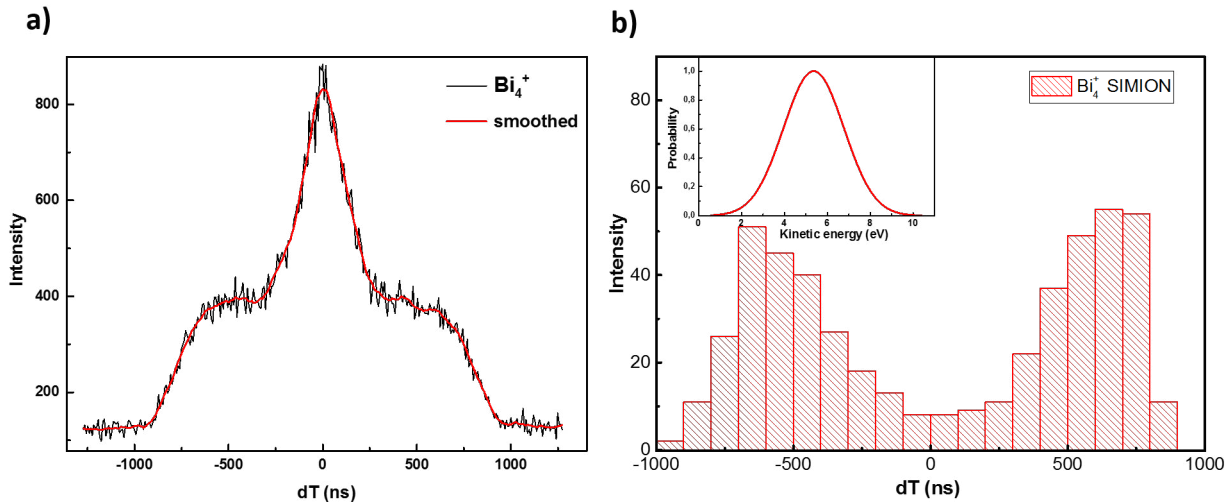 a)
Bi₄⁺
smoothed
Intensity
800
600
400
200
-1000
-500
0
500
1000
dT (ns)
b)
Bi₄⁺ SIMION
Intensity
80
60
40
20
0
-1000
-500
0
500
1000
dT (ns)
Probability
1,0
0,8
0,6
0,4
0,2
0,0
0
2
4
6
8
10
Kinetic energy (eV)